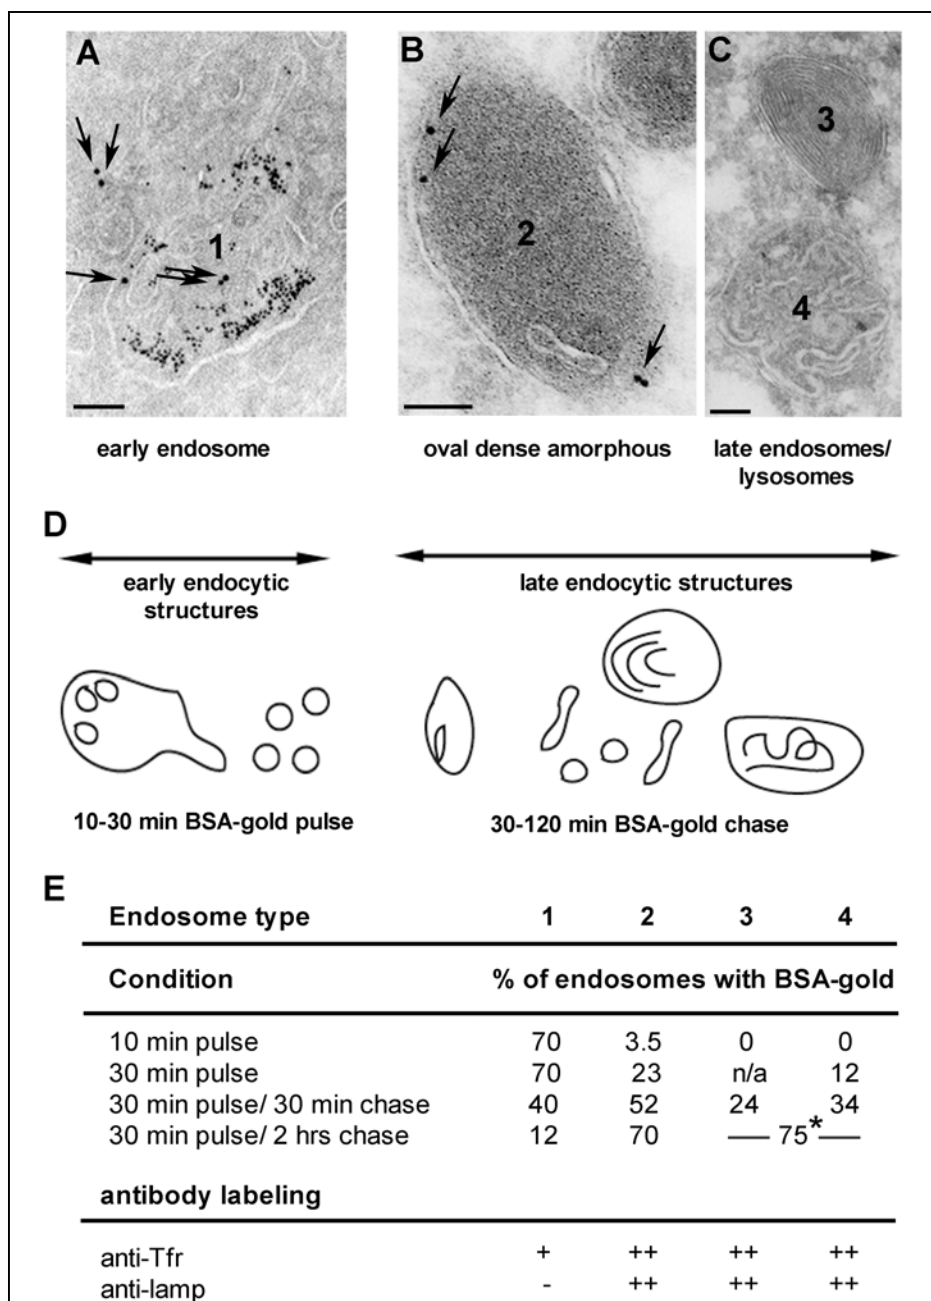 A
B
C
1
2
3
4
early endosome
oval dense amorphous
late endosomes/
lysosomes
D
early endocytic
structures
late endocytic structures
10-30 min BSA-gold pulse
30-120 min BSA-gold chase
E
Endosome type 1 2 3 4
Condition % of endosomes with BSA-gold
10 min pulse 70 3.5 0 0
30 min pulse 70 23 n/a 12
30 min pulse/ 30 min chase 40 52 24 34
30 min pulse/ 2 hrs chase 12 70 — 75* —
antibody labeling
anti-Tfr + ++ ++ ++
anti-lamp - ++ ++ ++